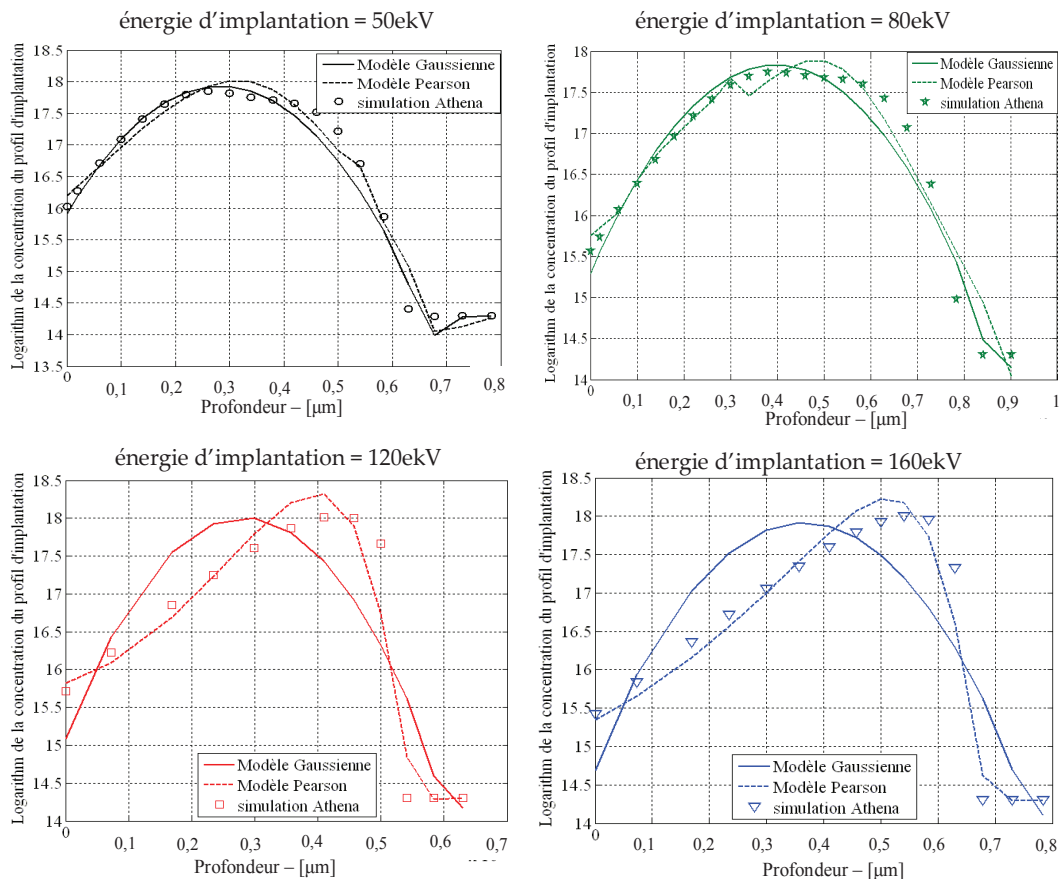 énergie d'implantation = 50ekV
Logarithm de la concentration du profil d'implantation
18.5
18
17.5
17
16.5
16
15.5
15
14.5
14
13.5
Modèle Gaussienne
Modèle Pearson
simulation Athena
0 0,1 0,2 0,3 0,4 0,5 0,6 0,7 0,8
Profondeur – [µm]
énergie d'implantation = 80ekV
Logarithm de la concentration du profil d'implantation
18
17.5
17
16.5
16
15.5
15
14.5
14
Modèle Gaussienne
Modèle Pearson
simulation Athena
0 0,1 0,2 0,3 0,4 0,5 0,6 0,7 0,8 0,9 1
Profondeur – [µm]
énergie d'implantation = 120ekV
Logarithm de la concentration du profil d'implantation
18.5
18
17.5
17
16.5
16
15.5
15
14.5
14
Modèle Gaussienne
Modèle Pearson
simulation Athena
0 0,1 0,2 0,3 0,4 0,5 0,6 0,7
Profondeur – [µm]
énergie d'implantation = 160ekV
Logarithm de la concentration du profil d'implantation
18.5
18
17.5
17
16.5
16
15.5
15
14.5
14
Modèle Gaussienne
Modèle Pearson
simulation Athena
0 0,1 0,2 0,3 0,4 0,5 0,6 0,7 0,8
Profondeur – [µm]